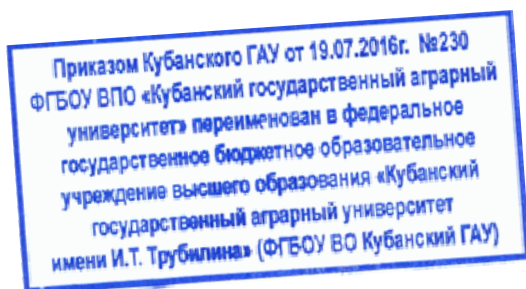 Приказом Кубанского ГАУ от 19.07.2016г. №230
ФГБОУ ВПО «Кубанский государственный аграрный
университет» переименован в федеральное
государственное бюджетное образовательное
учреждение высшего образования «Кубанский
государственный аграрный университет
имени И.Т. Трубилина» (ФГБОУ ВО Кубанский ГАУ)